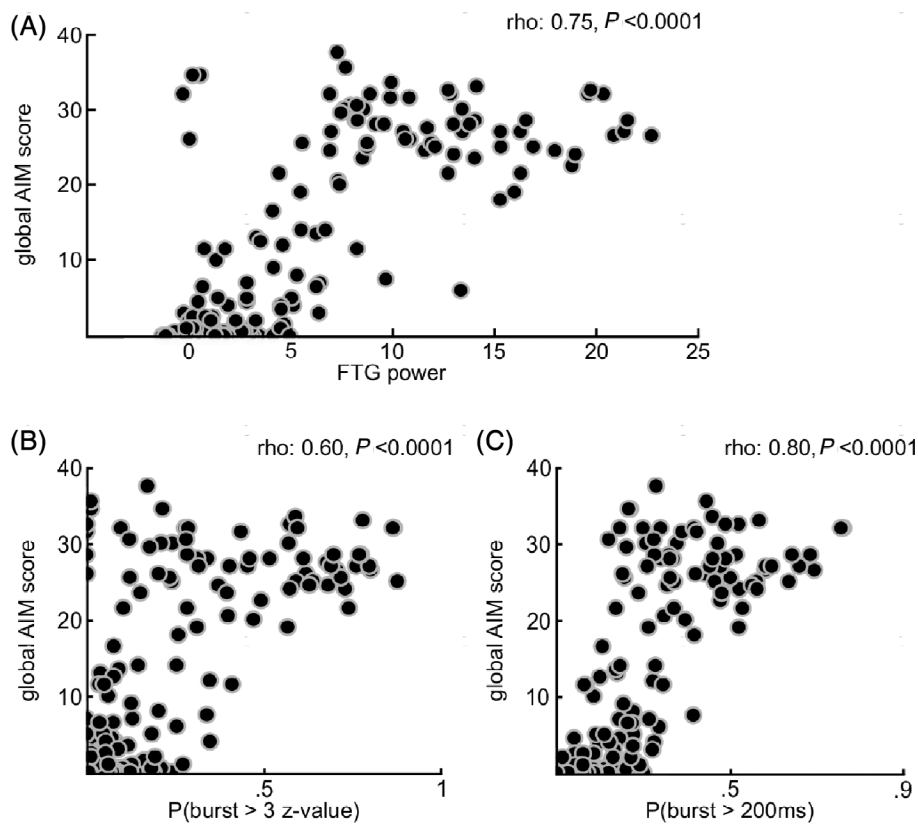 (A)
rho: 0.75, P <0.0001
40
30
20
10
global AIM score
0 5 10 15 20 25
FTG power
(B)
rho: 0.60, P <0.0001
40
30
20
10
0
global AIM score
.5 1
P(burst > 3 z-value)
(C)
rho: 0.80, P <0.0001
40
30
20
10
0
global AIM score
.5 .9
P(burst > 200ms)